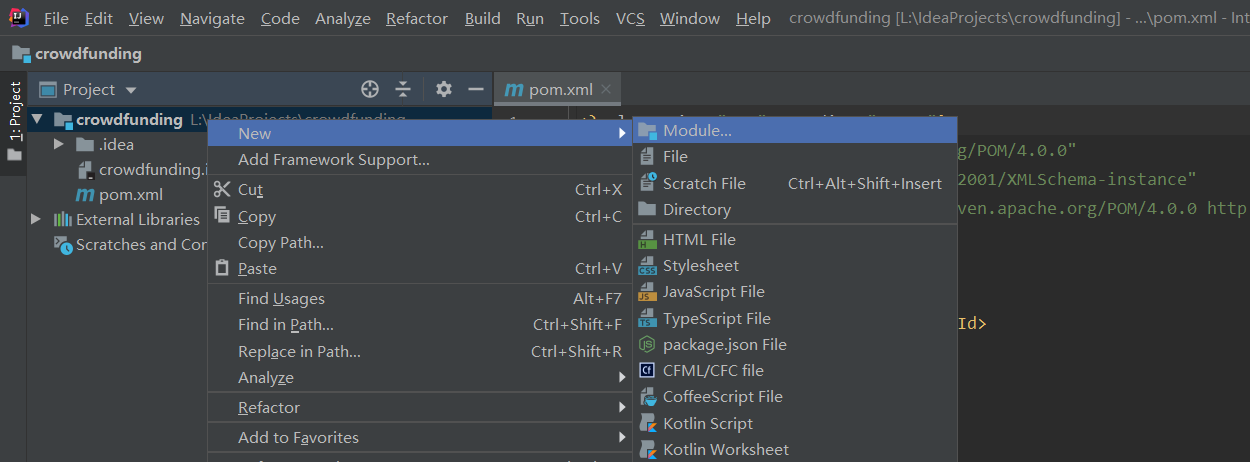 File Edit View Navigate Code Analyze Refactor Build Run Tools VCS Window Help crowdfunding [L:\IdeaProjects\crowdfunding] - ...\pom.xml - Int
crowdfunding
1: Project
Project
pom.xml
crowdfunding L:\IdeaProjects\crowdfunding
.idea
crowdfunding.i
pom.xml
External Libraries
Scratches and Con
New
Add Framework Support...
Cut Ctrl+X
Copy Ctrl+C
Copy Path...
Paste Ctrl+V
Find Usages Alt+F7
Find in Path... Ctrl+Shift+F
Replace in Path... Ctrl+Shift+R
Analyze
Refactor
Add to Favorites
Module...
File
Scratch File Ctrl+Alt+Shift+Insert
Directory
HTML File
Stylesheet
JavaScript File
TypeScript File
package.json File
CFML/CFC file
CoffeeScript File
Kotlin Script
Kotlin Worksheet
g/POM/4.0.0"
2001/XMLSchema-instance"
ven.apache.org/POM/4.0.0 http
Id>